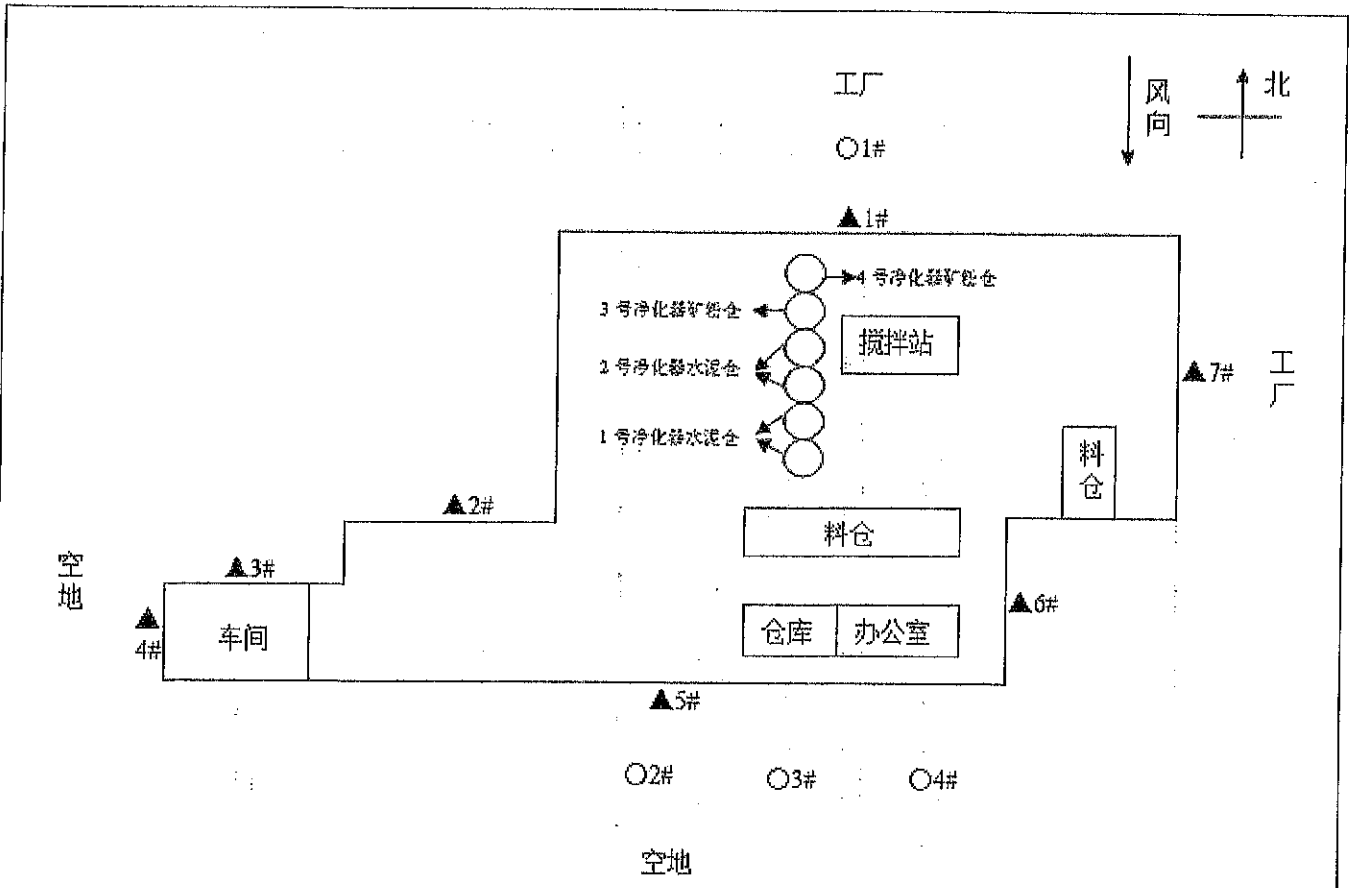 工厂
风向
北
○1#
▲1#
4 号净化器矿粉仓
3 号净化器矿粉仓
搅拌站
2 号净化器水泥仓
▲7#
工厂
1 号净化器水泥仓
料仓
▲2#
料仓
空地
▲3#
▲6#
▲
4#
车间
仓库
办公室
▲5#
○2#
○3#
○4#
空地